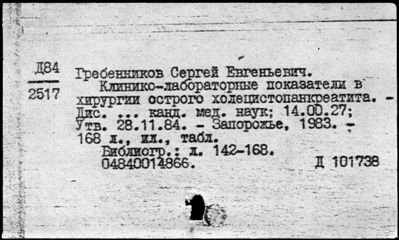 Д84
2517
Гребенников Сергей Евгеньевич.
Клинико-лабораторные показатели в
хирургии острого холецистопанкреатита. -
Дис. ... канд. мед. наук; 14.00.27;
Утв. 28.11.84. - Запорожье, 1983. -
168 л., ил., табл.
Библиогр.: л. 142-168.
04840014866.
Д 101738